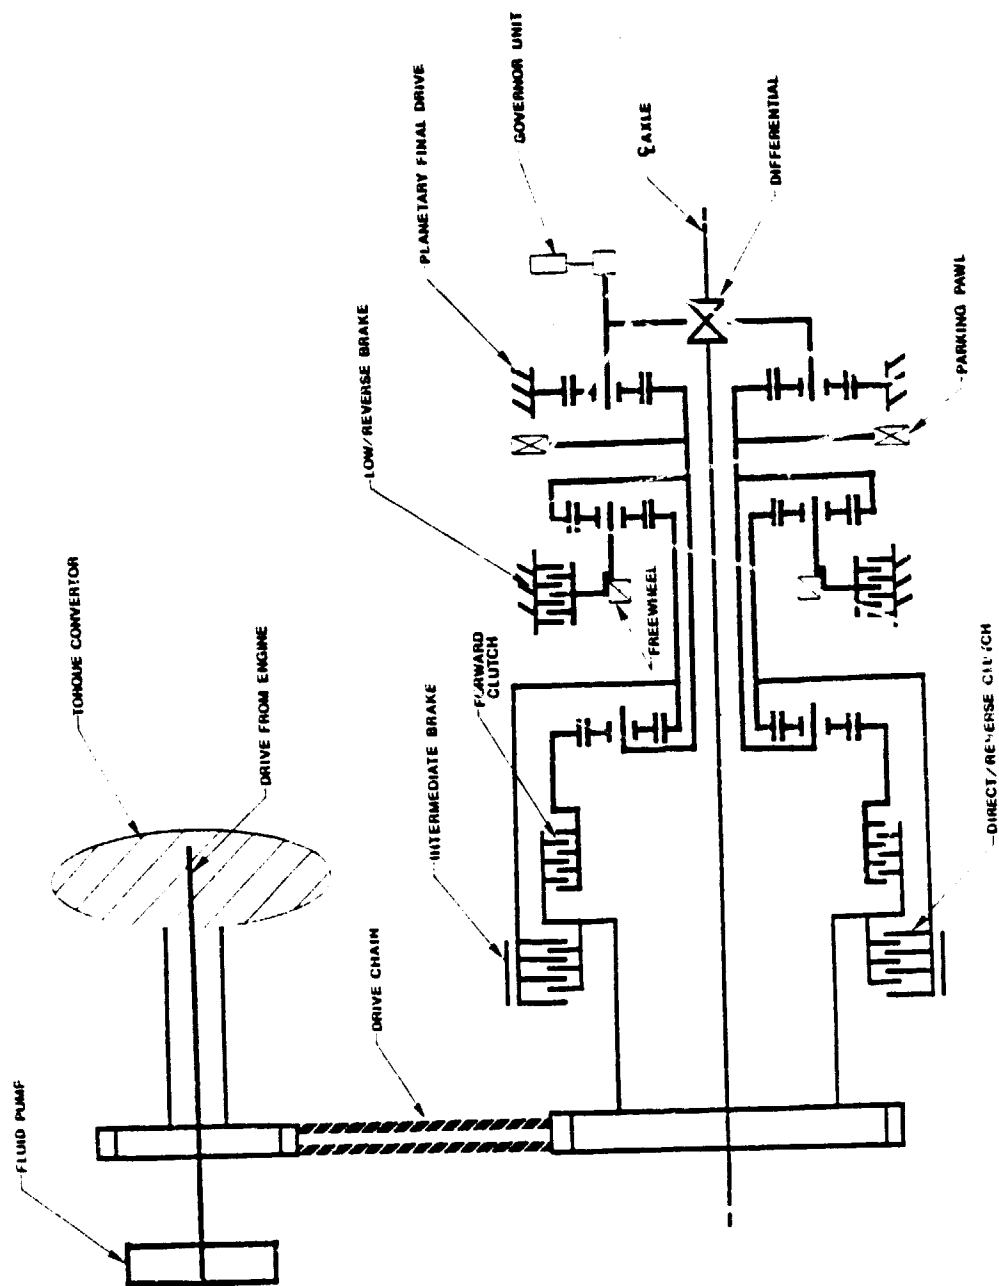 TORQUE CONVERTOR
DRIVE FROM ENGINE
FLUID PUMP
DRIVE CHAIN
INTERMEDIATE BRAKE
FORWARD
CLUTCH
FREEWHEEL
LOW/REVERSE BRAKE
PLANETARY FINAL DRIVE
GOVERNOR UNIT
℄ AXLE
DIFFERENTIAL
PARKING PAWL
DIRECT/REVERSE CLUTCH